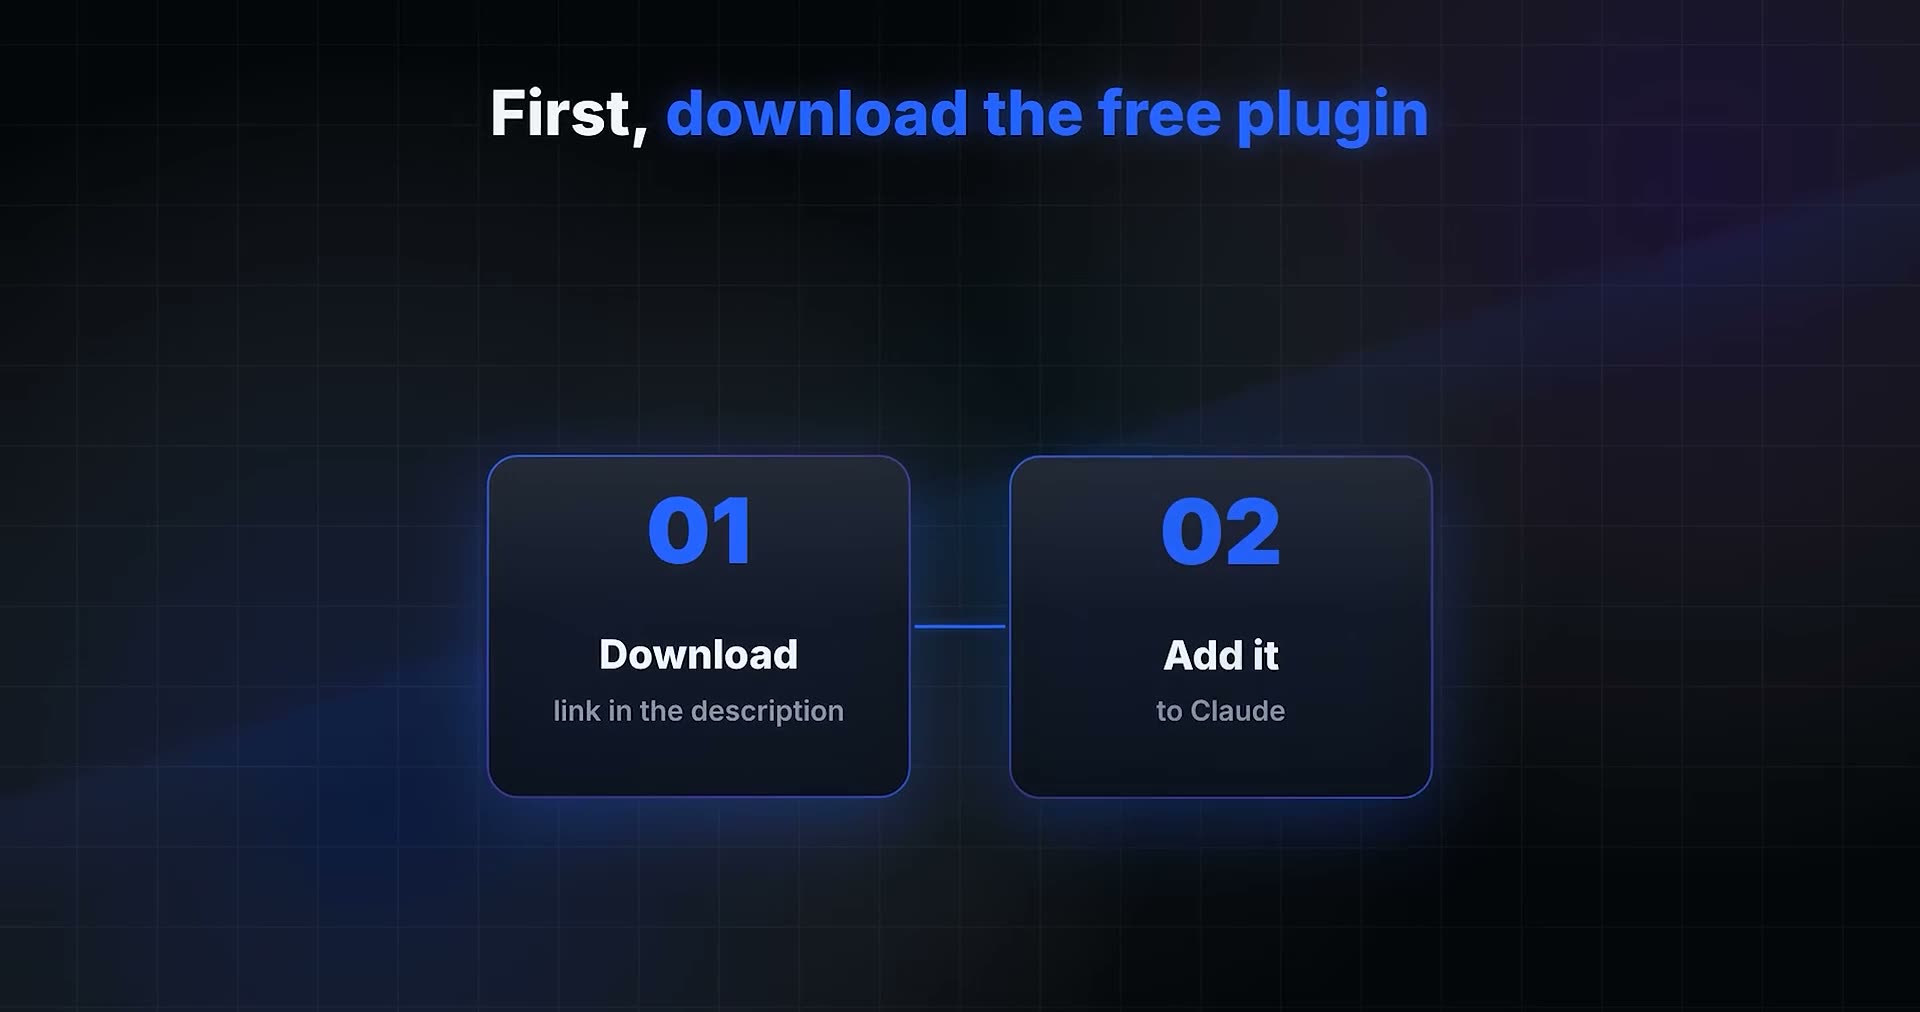 First, download the free plugin
01
Download
link in the description
02
Add it
to Claude